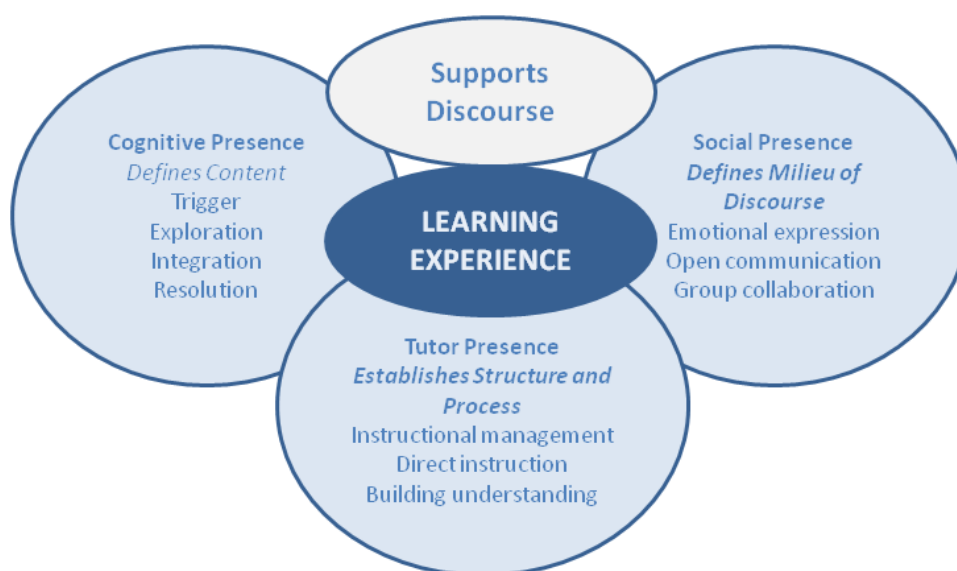 Supports
Discourse
Cognitive Presence
Defines Content
Trigger
Exploration
Integration
Resolution
LEARNING
EXPERIENCE
Social Presence
Defines Milieu of
Discourse
Emotional expression
Open communication
Group collaboration
Tutor Presence
Establishes Structure and
Process
Instructional management
Direct instruction
Building understanding